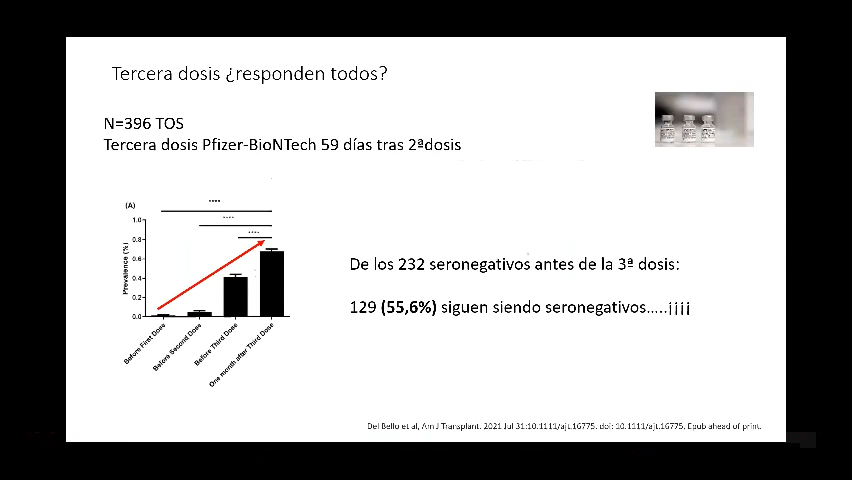 Tercera dosis ¿responden todos?
N=396 TOS
Tercera dosis Pfizer-BioNTech 59 días tras 2ªdosis
(A)
****
****
****
Prevalence (%)
1.0
0.8
0.6
0.4
0.2
0.0
Before First Dose
Before Second Dose
Before Third Dose
One month after Third Dose
De los 232 seronegativos antes de la 3ª dosis:
129 (55,6%) siguen siendo seronegativos.....¡¡¡¡
Del Bello et al, Am J Transplant. 2021 Jul 31:10.1111/ajt.16775. doi: 10.1111/ajt.16775, Epub ahead of print.